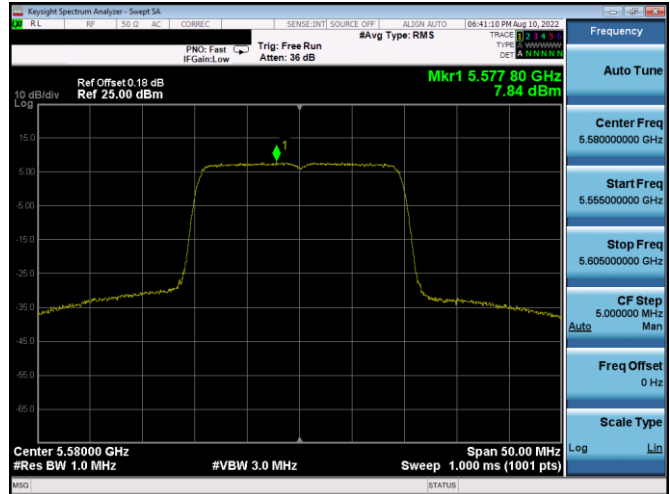 Keysight Spectrum Analyzer - Swept SA
LXI RL RF 50 Ω AC CORREC SENSE:INT SOURCE OFF ALIGN AUTO 06:41:10 PM Aug 10, 2022
#Avg Type: RMS TRACE 1 2 3 4 5 6
PNO: Fast Trig: Free Run TYPE A WWWWW
IFGain:Low Atten: 36 dB DET A N N N N N
Mkr1 5.577 80 GHz
7.84 dBm
Ref Offset 0.18 dB
10 dB/div Ref 25.00 dBm
Log
1
15.0
5.00
-5.00
-15.0
-25.0
-35.0
-45.0
-55.0
-65.0
Center 5.58000 GHz Span 50.00 MHz
#Res BW 1.0 MHz #VBW 3.0 MHz Sweep 1.000 ms (1001 pts)
MSG STATUS
Frequency
Auto Tune
Center Freq
5.580000000 GHz
Start Freq
5.555000000 GHz
Stop Freq
5.605000000 GHz
CF Step
5.000000 MHz
Auto Man
Freq Offset
0 Hz
Scale Type
Log Lin